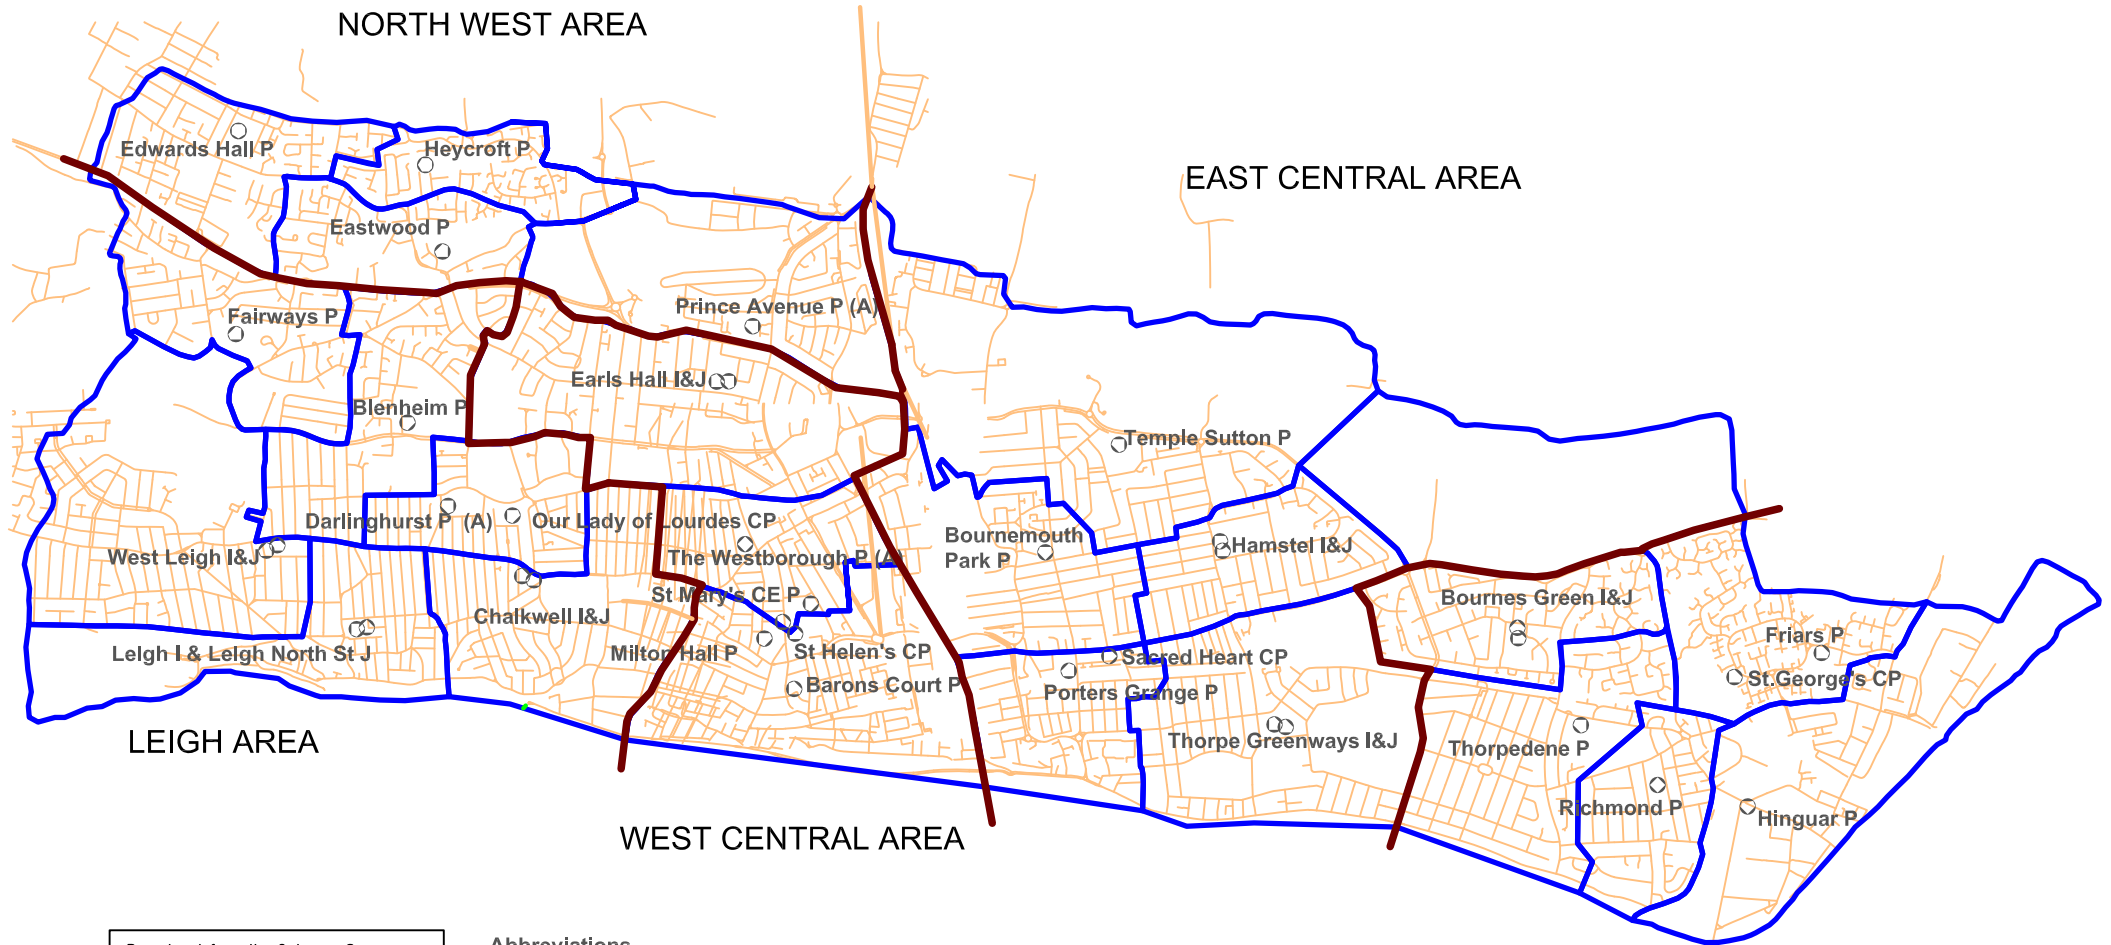 NORTH WEST AREA
EAST CENTRAL AREA
Edwards Hall P
Heycroft P
Eastwood P
Fairways P
Prince Avenue P (A)
Earls Hall I&J
Blenheim P
Temple Sutton P
Darlinghurst P (A)
Our Lady of Lourdes CP
West Leigh I&J
The Westborough P (A)
Bournemouth
Park P
Hamstel I&J
St Mary's CE P
Chalkwell I&J
Bournes Green I&J
Leigh I & Leigh North St J
Milton Hall P
St Helen's CP
Sacred Heart CP
Friars P
Barons Court P
Porters Grange P
St.George's CP
LEIGH AREA
Thorpe Greenways I&J
Thorpedene P
Richmond P
Hinguar P
WEST CENTRAL AREA
Abbreviations